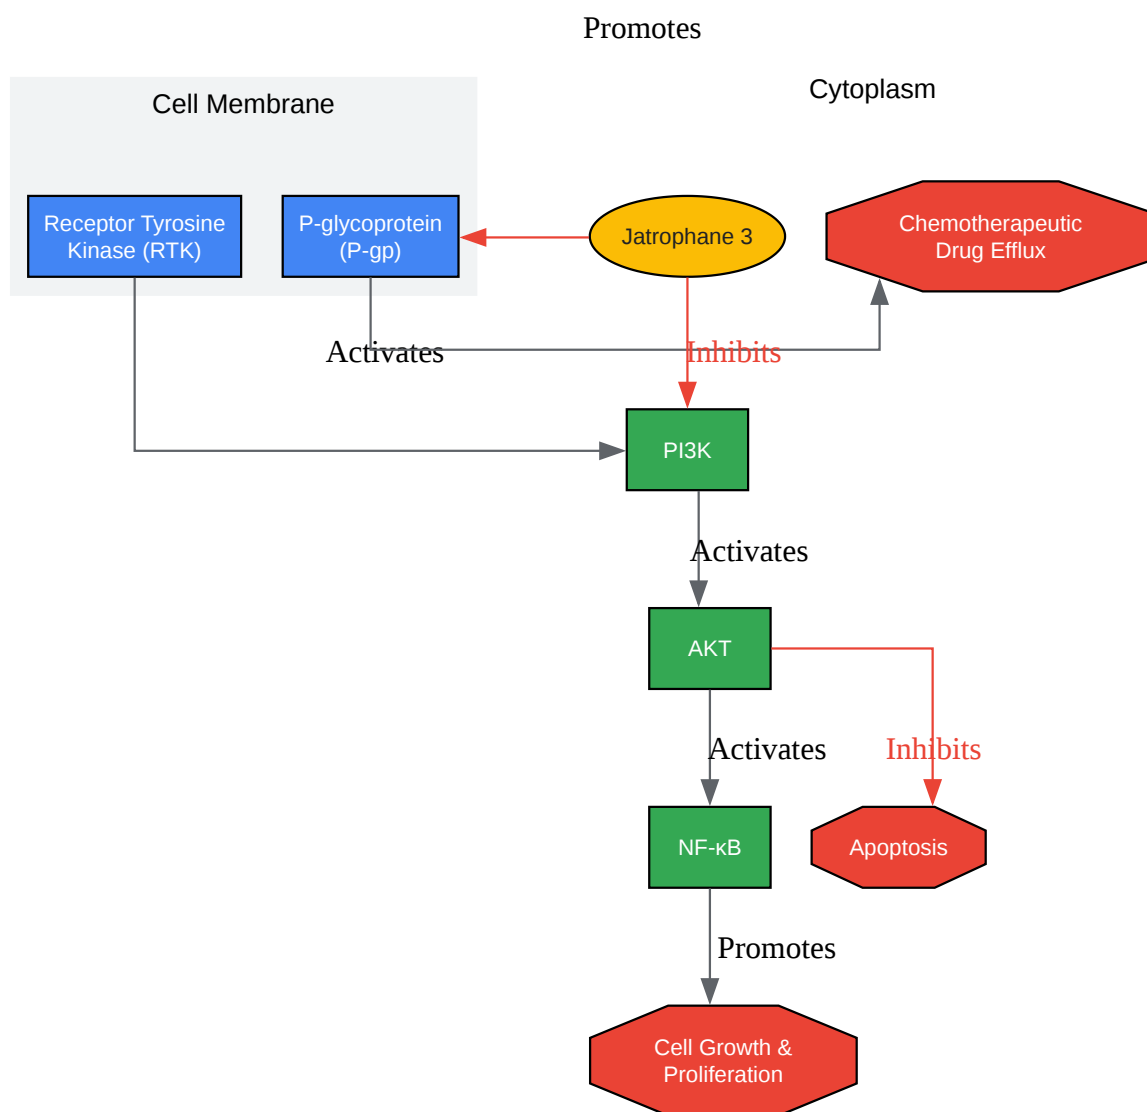 Promotes
Cell Membrane
Cytoplasm
Receptor Tyrosine
Kinase (RTK)
P-glycoprotein
(P-gp)
Jatrophane 3
Chemotherapeutic
Drug Efflux
Activates
Inhibits
PI3K
Activates
AKT
Activates
Inhibits
NF-κB
Apoptosis
Promotes
Cell Growth &
Proliferation